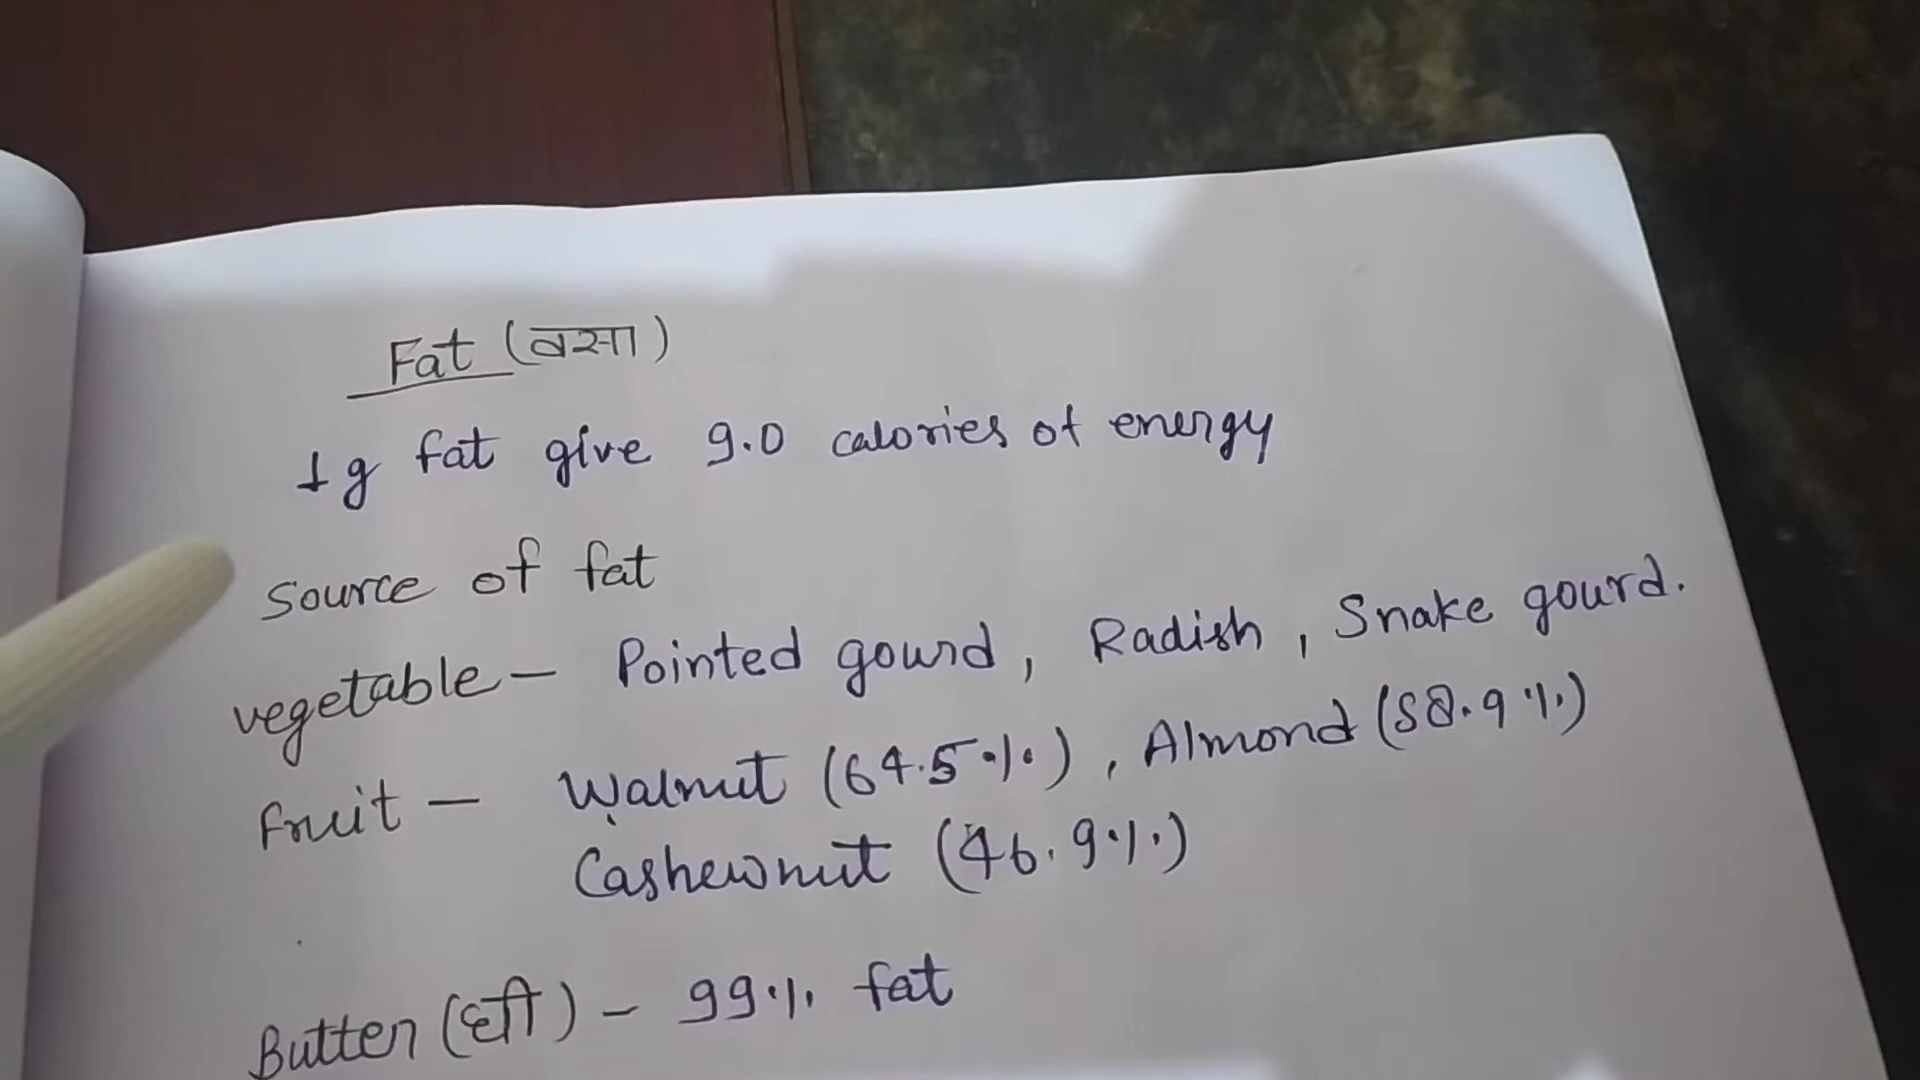 Fat (वसा)
1g fat give 9.0 calories of energy
Source of fat
vegetable – Pointed gourd, Radish, Snake gourd.
fruit – Walnut (64.5%), Almond (58.9%)
Cashewnut (46.9%)
Butter (घी) – 99% fat